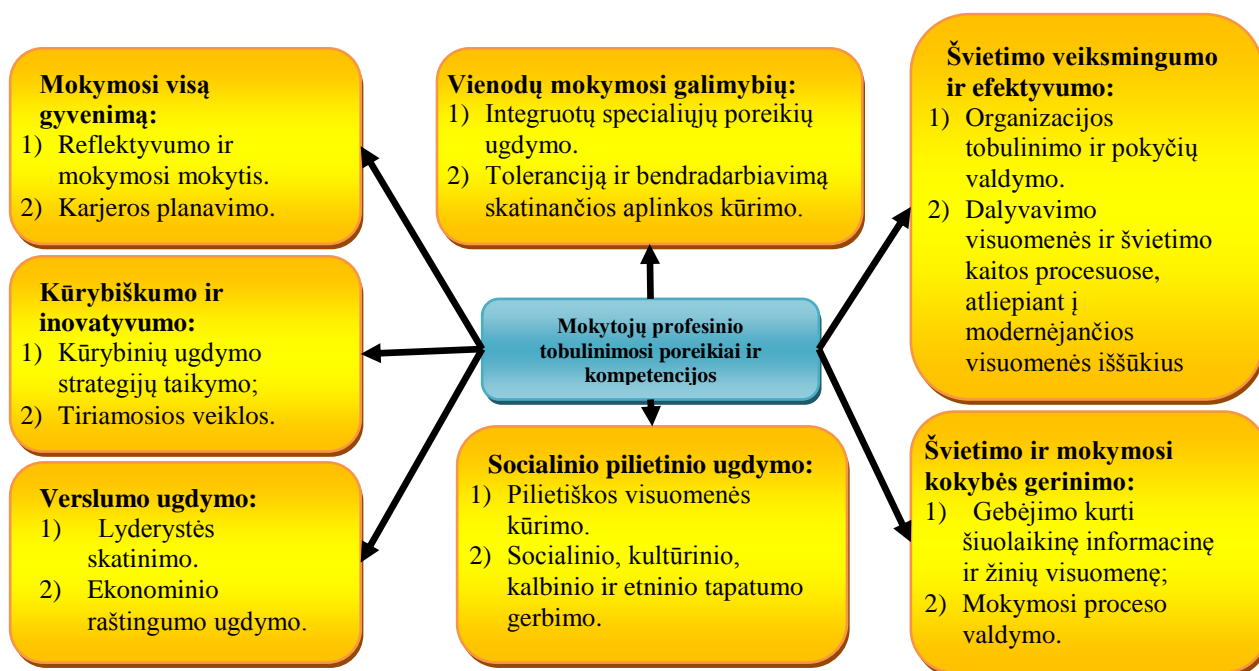 Mokymosi visą
gyvenimą:
1) Reflektyvumo ir
mokymosi mokytis.
2) Karjeros planavimo.
Vienodų mokymosi galimybių:
1) Integruotų specialiųjų poreikių
ugdymo.
2) Toleranciją ir bendradarbiavimą
skatinančios aplinkos kūrimo.
Švietimo veiksmingumo
ir efektyvumo:
1) Organizacijos
tobulinimo ir pokyčių
valdymo.
2) Dalyvavimo
visuomenės ir švietimo
kaitos procesuose,
atliepiant į
modernėjančios
visuomenės iššūkius
Kūrybiškumo ir
inovatyvumo:
1) Kūrybinių ugdymo
strategijų taikymo;
2) Tiriamosios veiklos.
Mokytojų profesinio
tobulinimosi poreikiai ir
kompetencijos
Verslumo ugdymo:
1) Lyderystės
skatinimo.
2) Ekonominio
raštingumo ugdymo.
Socialinio pilietinio ugdymo:
1) Pilietiškos visuomenės
kūrimo.
2) Socialinio, kultūrinio,
kalbinio ir etninio tapatumo
gerbimo.
Švietimo ir mokymosi
kokybės gerinimo:
1) Gebėjimo kurti
šiuolaikinę informacinę
ir žinių visuomenę;
2) Mokymosi proceso
valdymo.